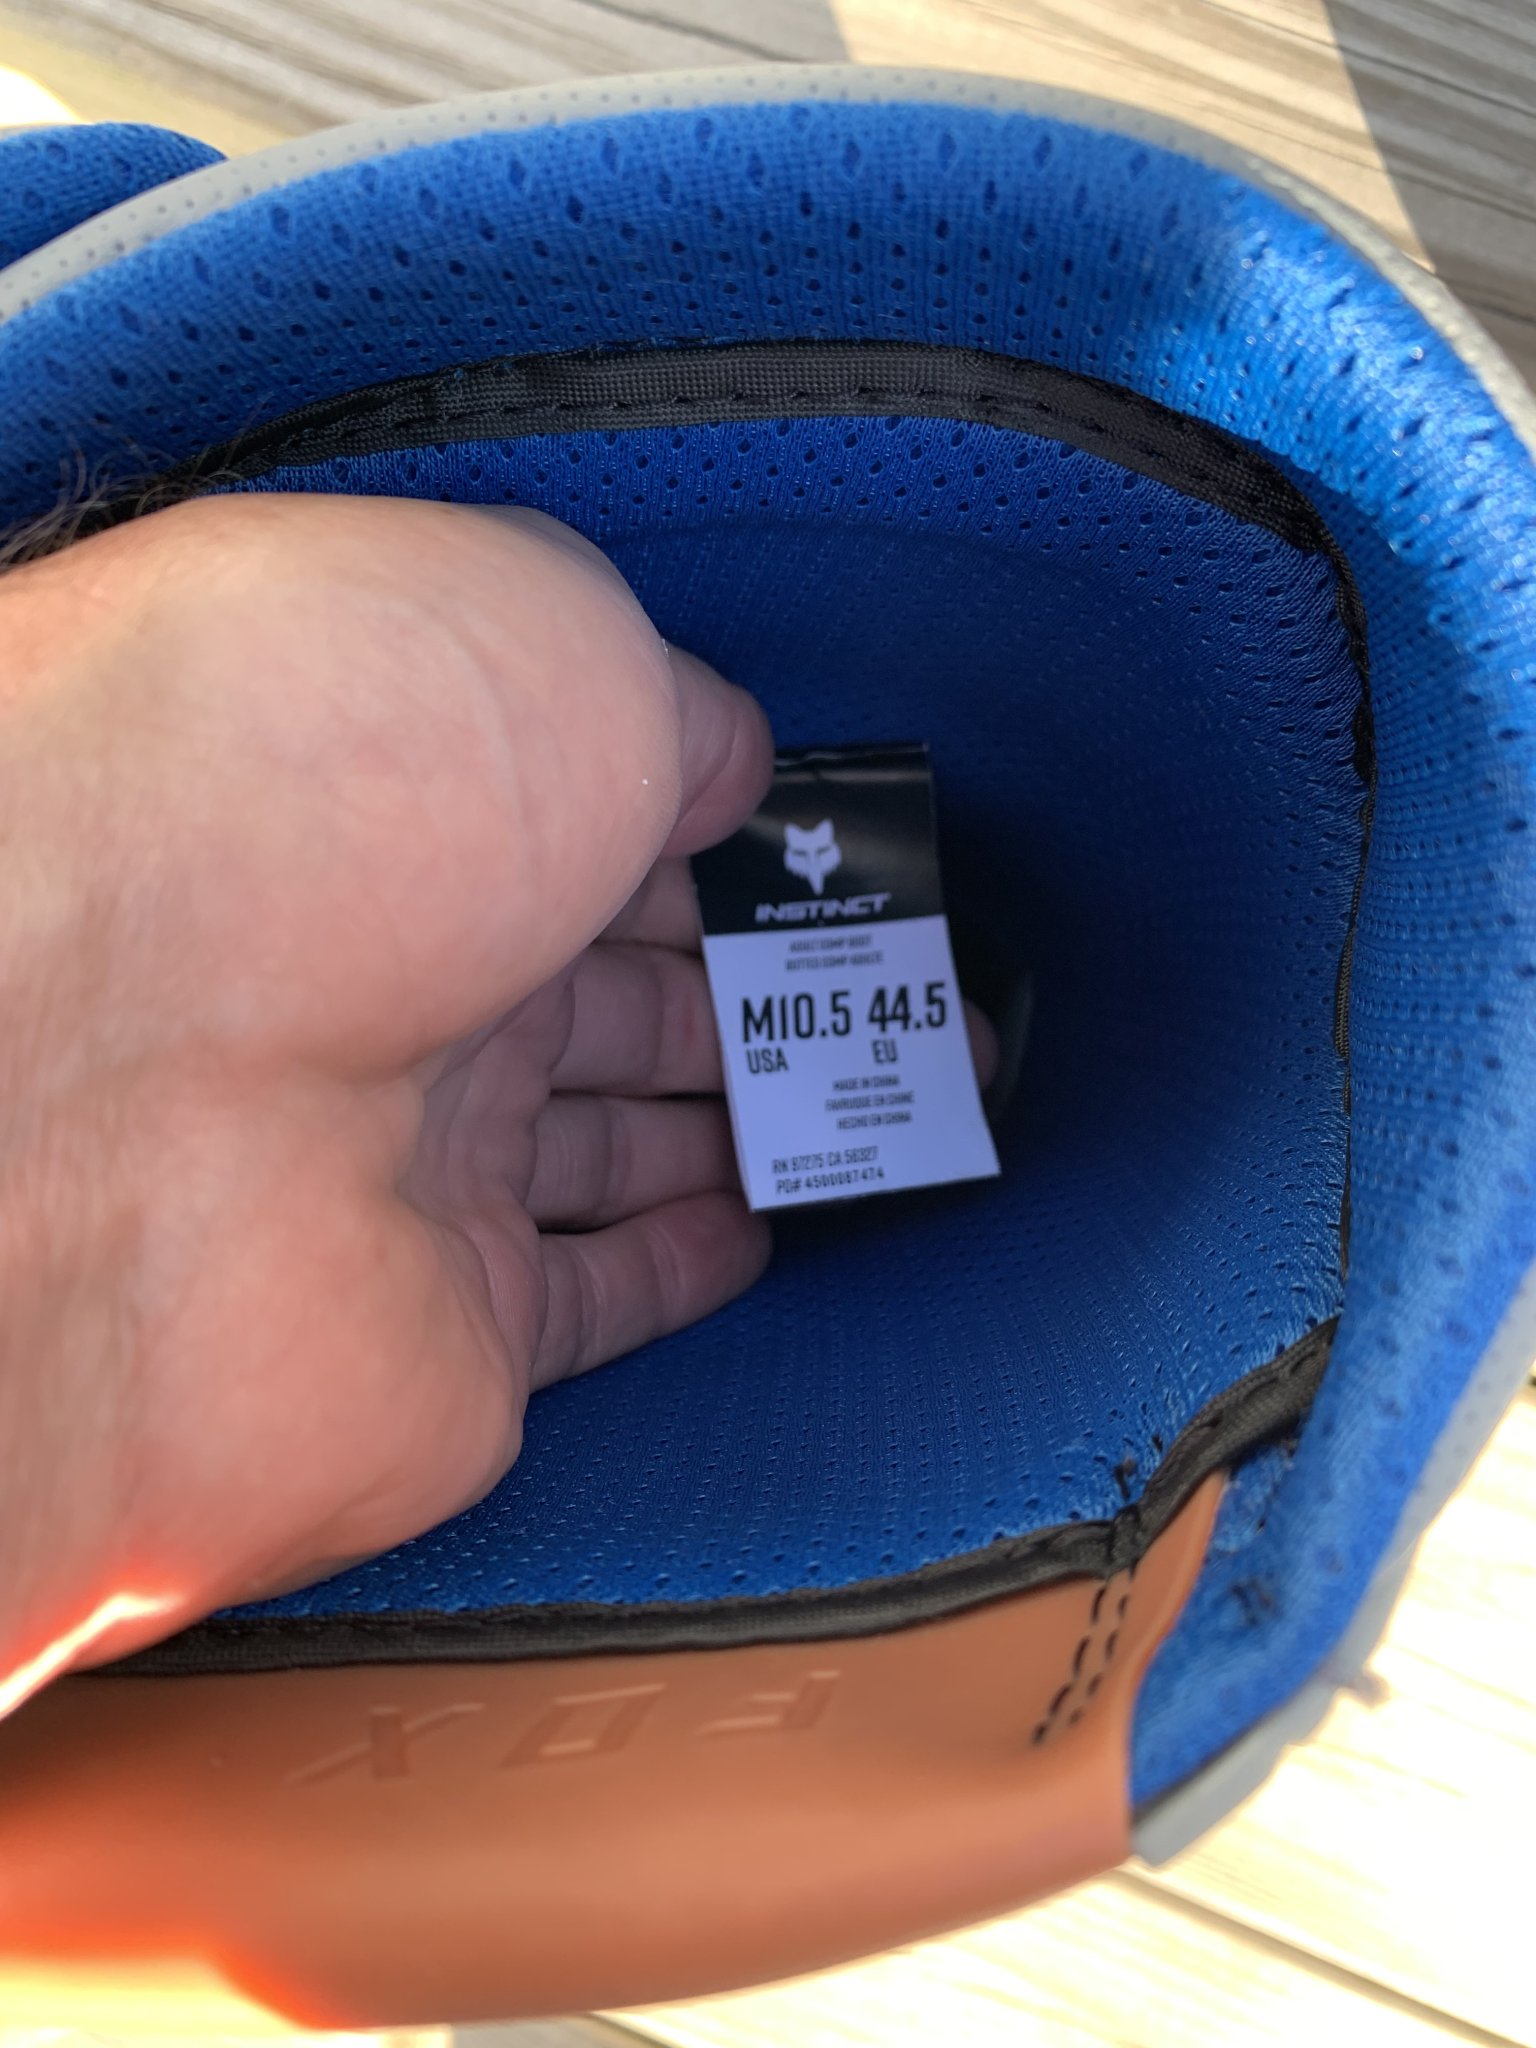 INSTINCT
ADULT COMP BOOT
BOTTES COMP ADULTE
M10.5 44.5
USA EU
MADE IN CHINA
FABRIQUE EN CHINE
HECHO EN CHINA
RN 97275 CA 56327
PO# 4500087474
FOX